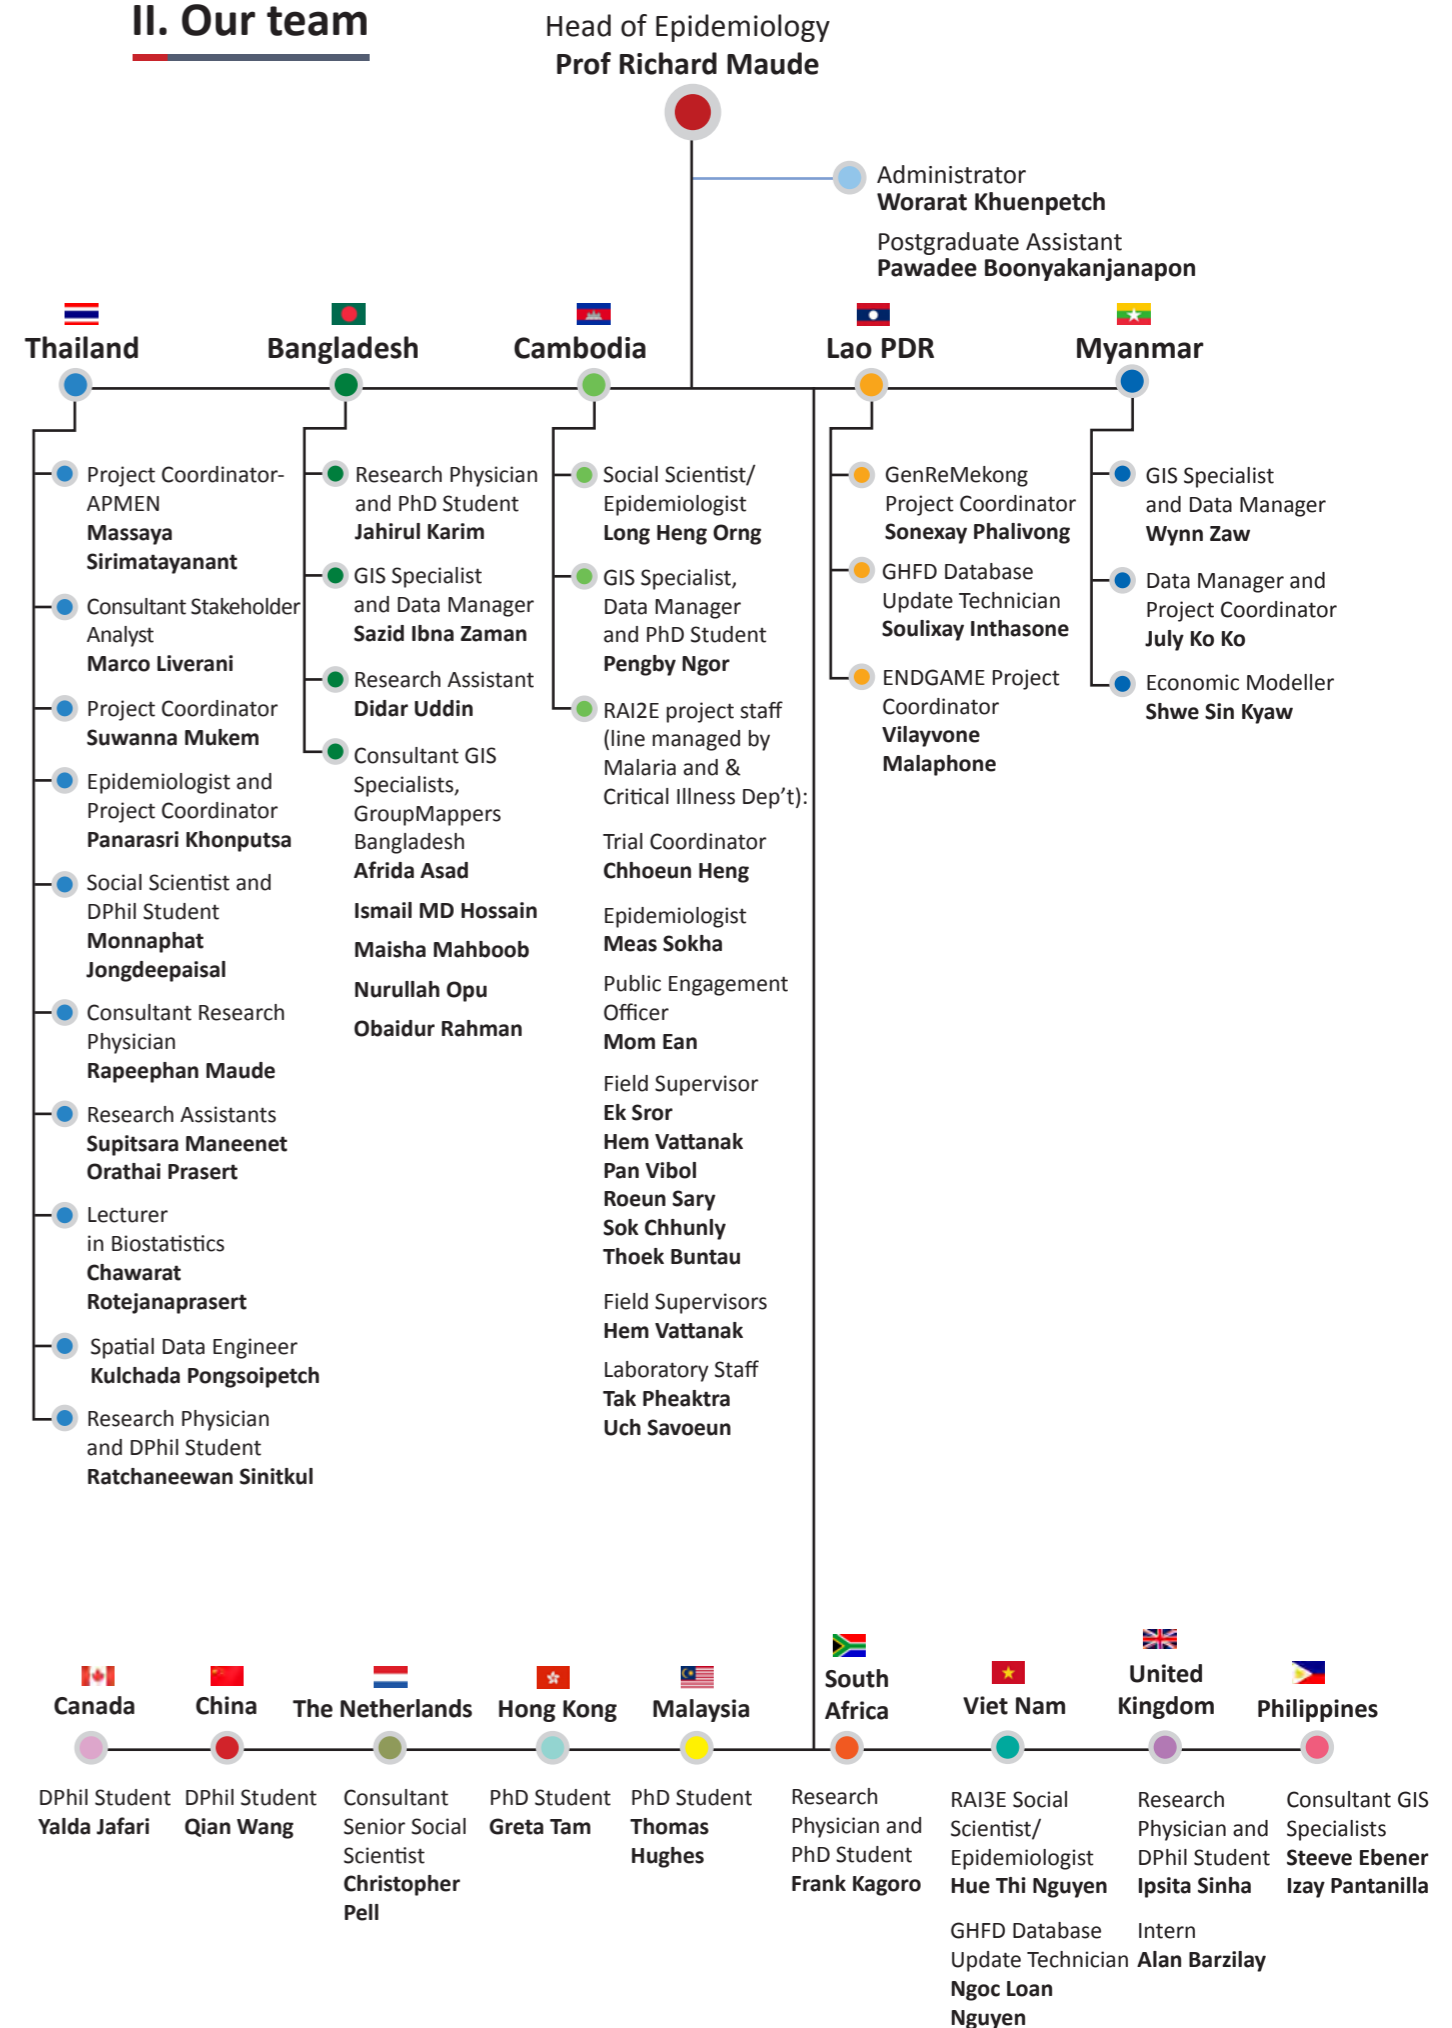 II. Our team
Head of Epidemiology
Prof Richard Maude
Administrator
Worarat Khuenpetch
Postgraduate Assistant
Pawadee Boonyakanjanapon
Thailand
Project Coordinator-
APMEN
Massaya
Sirimatayanant
Consultant Stakeholder
Analyst
Marco Liverani
Project Coordinator
Suwanna Mukem
Epidemiologist and
Project Coordinator
Panarasri Khonputsa
Social Scientist and
DPhil Student
Monnaphat
Jongdeepaisal
Consultant Research
Physician
Rapeephan Maude
Research Assistants
Supitsara Maneenet
Orathai Prasert
Lecturer
in Biostatistics
Chawarat
Rotejanaprasert
Spatial Data Engineer
Kulchada Pongsoipetch
Research Physician
and DPhil Student
Ratchaneewan Sinitkul
Bangladesh
Research Physician
and PhD Student
Jahirul Karim
GIS Specialist
and Data Manager
Sazid Ibna Zaman
Research Assistant
Didar Uddin
Consultant GIS
Specialists,
GroupMappers
Bangladesh
Afrida Asad
Ismail MD Hossain
Maisha Mahboob
Nurullah Opu
Obaidur Rahman
Cambodia
Social Scientist/
Epidemiologist
Long Heng Orng
GIS Specialist,
Data Manager
and PhD Student
Pengby Ngor
RAI2E project staff
(line managed by
Malaria and &
Critical Illness Dep't):
Trial Coordinator
Chhoeun Heng
Epidemiologist
Meas Sokha
Public Engagement
Officer
Mom Ean
Field Supervisor
Ek Sror
Hem Vattanak
Pan Vibol
Roeun Sary
Sok Chhunly
Thoek Buntau
Field Supervisors
Hem Vattanak
Laboratory Staff
Tak Pheaktra
Uch Savoeun
Lao PDR
GenReMekong
Project Coordinator
Sonexay Phalivong
GHFD Database
Update Technician
Soulixay Inthasone
ENDGAME Project
Coordinator
Vilayvone
Malaphone
Myanmar
GIS Specialist
and Data Manager
Wynn Zaw
Data Manager and
Project Coordinator
July Ko Ko
Economic Modeller
Shwe Sin Kyaw
Canada
DPhil Student
Yalda Jafari
China
DPhil Student
Qian Wang
The Netherlands
Consultant
Senior Social
Scientist
Christopher
Pell
Hong Kong
PhD Student
Greta Tam
Malaysia
PhD Student
Thomas
Hughes
South
Africa
Research
Physician and
PhD Student
Frank Kagoro
Viet Nam
RAI3E Social
Scientist/
Epidemiologist
Hue Thi Nguyen
GHFD Database
Update Technician
Ngoc Loan
Nguyen
United
Kingdom
Research
Physician and
DPhil Student
Ipsita Sinha
Intern
Alan Barzilay
Philippines
Consultant GIS
Specialists
Steeve Ebener
Izay Pantanilla